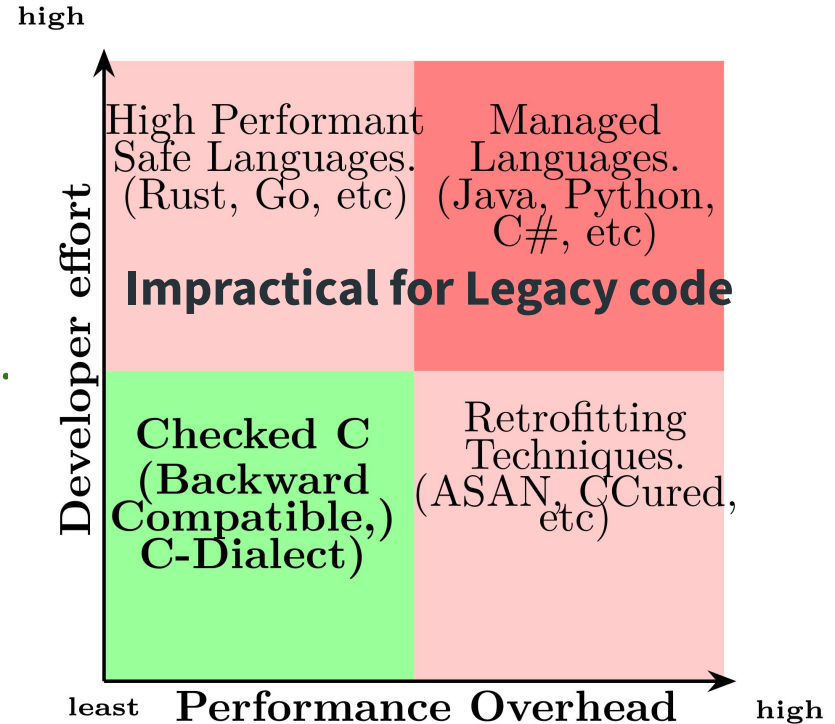 high
High Performant
Safe Languages.
(Rust, Go, etc)
Managed
Languages.
(Java, Python,
C#, etc)
Impractical for Legacy code
Developer effort
Checked C
(Backward
Compatible,)
C-Dialect)
Retrofitting
Techniques.
(ASAN, CCured,
etc)
least
Performance Overhead
high